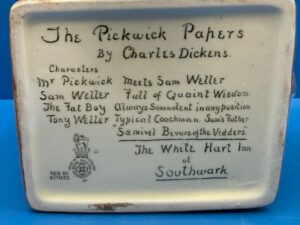 The Pickwick Papers
By Charles Dickens.
Characters
Mr Pickwick Meets Sam Weller
Sam Weller Full of Quaint Wisdom
The Fat Boy Always Somnolent in any position
Tony Weller Typical Coachman. Sam's Father
"Samivel Bevare of the Vidders"
The White Hart Inn
at
Southwark.